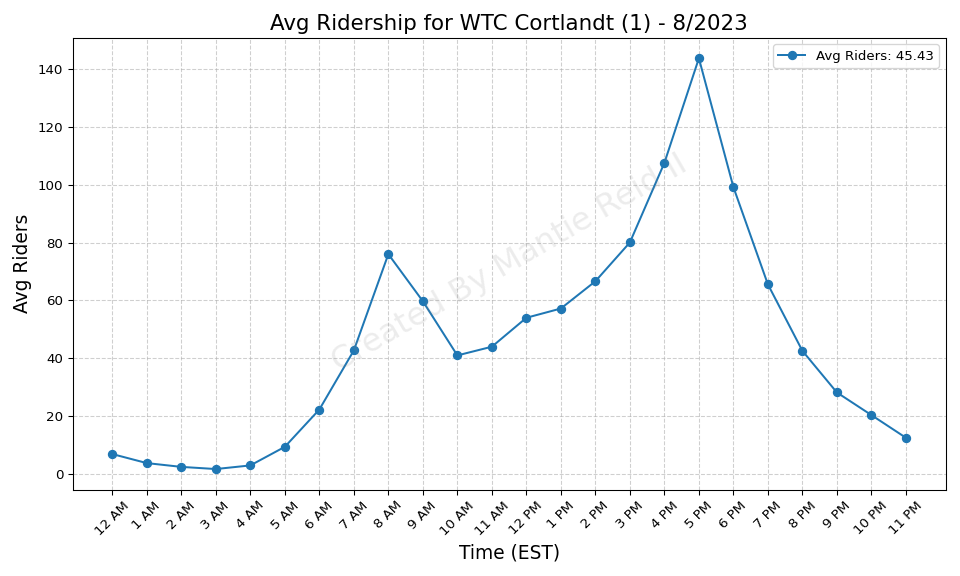 Avg Ridership for WTC Cortlandt (1) - 8/2023
Avg Riders: 45.43
Avg Riders
140
120
100
80
60
40
20
0
Created By Mantie Reid II
12 AM
1 AM
2 AM
3 AM
4 AM
5 AM
6 AM
7 AM
8 AM
9 AM
10 AM
11 AM
12 PM
1 PM
2 PM
3 PM
4 PM
5 PM
6 PM
7 PM
8 PM
9 PM
10 PM
11 PM
Time (EST)